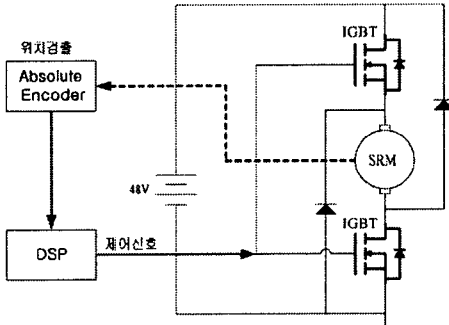 IGBT
위치검출
Absolute
Encoder
SRM
48V
IGBT
제어신호
DSP